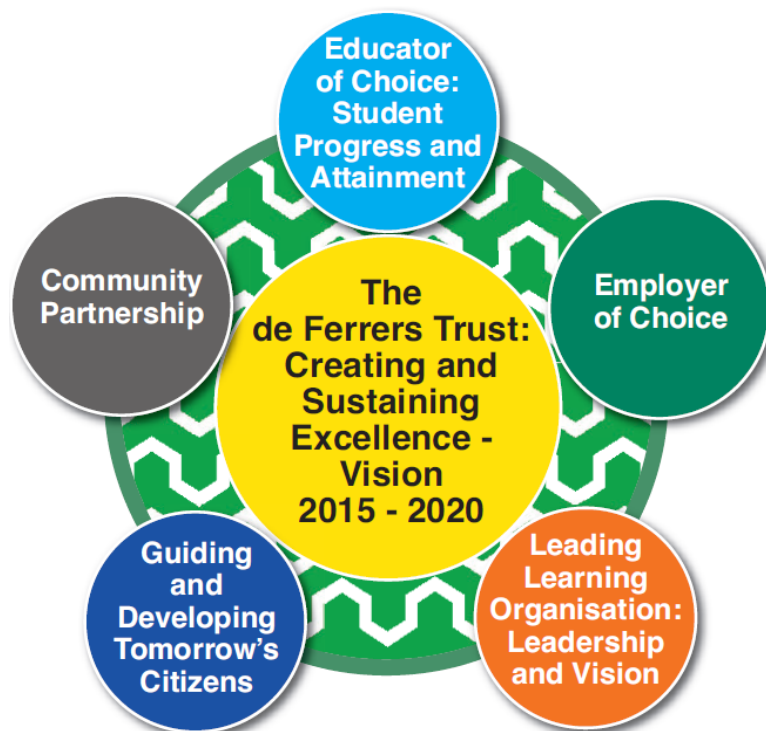 Educator
of Choice:
Student
Progress and
Attainment
Community
Partnership
Employer
of Choice
The
de Ferrers Trust:
Creating and
Sustaining
Excellence -
Vision
2015 - 2020
Guiding
and
Developing
Tomorrow's
Citizens
Leading
Learning
Organisation:
Leadership
and Vision